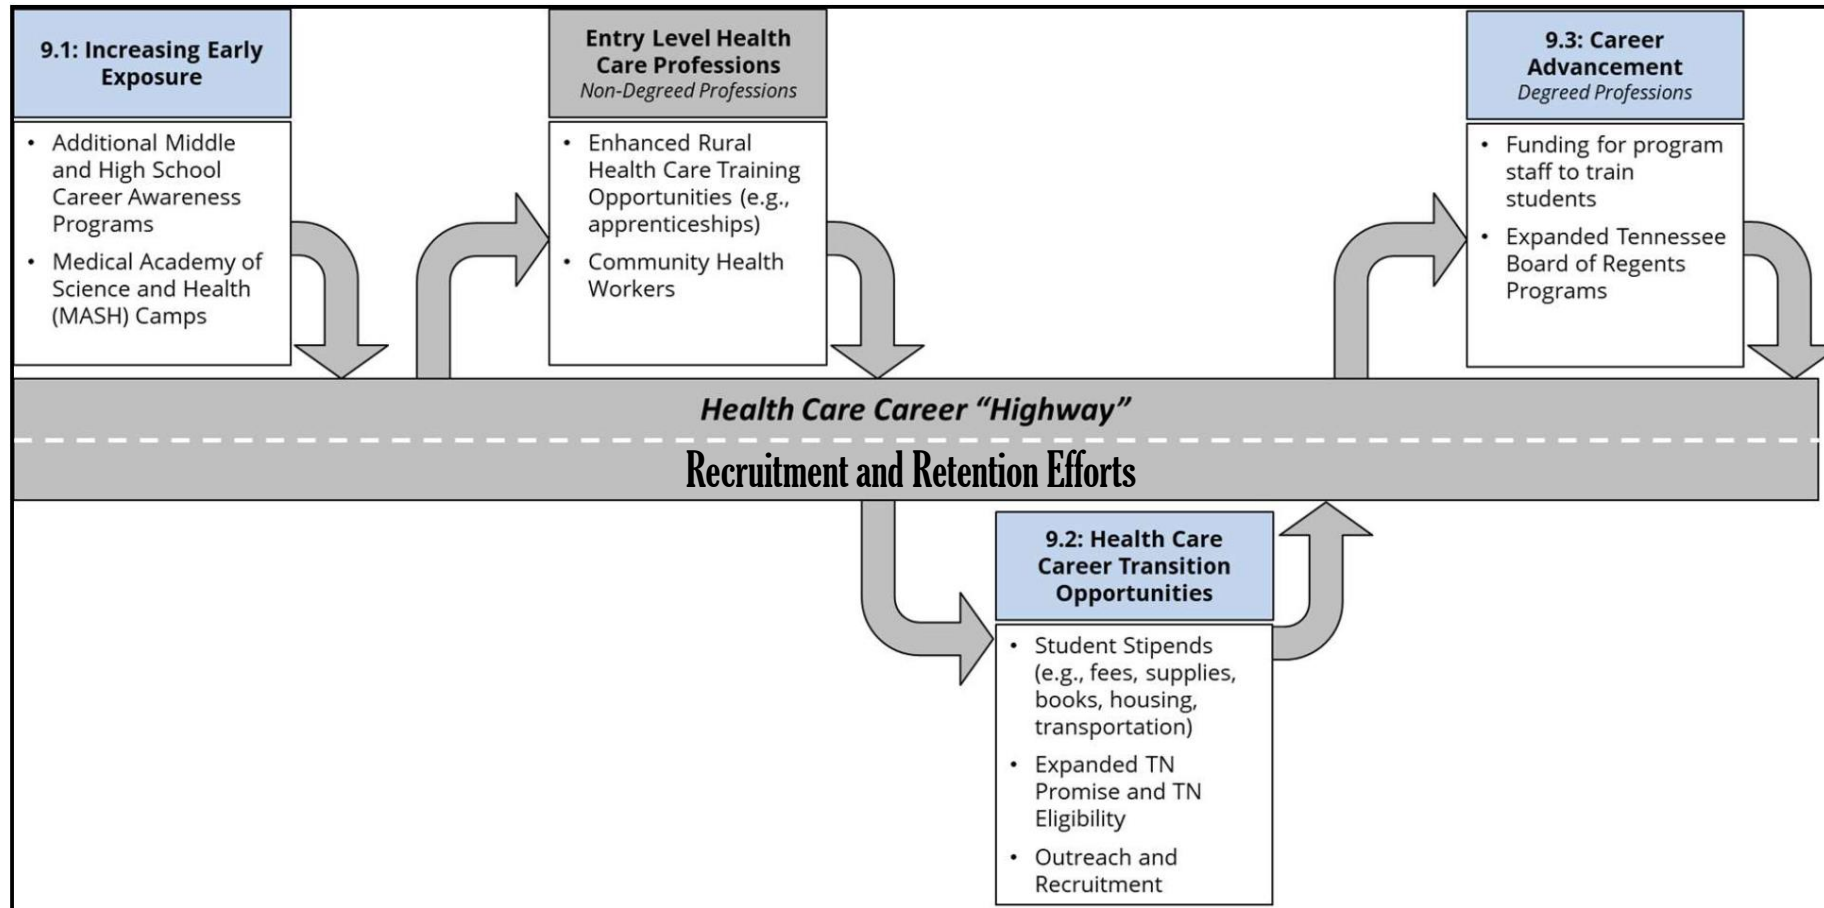 9.1: Increasing Early
Exposure
• Additional Middle
and High School
Career Awareness
Programs
• Medical Academy of
Science and Health
(MASH) Camps
Entry Level Health
Care Professions
Non-Degreed Professions
• Enhanced Rural
Health Care Training
Opportunities (e.g.,
apprenticeships)
• Community Health
Workers
9.3: Career
Advancement
Degreed Professions
• Funding for program
staff to train
students
• Expanded Tennessee
Board of Regents
Programs
Health Care Career “Highway”
Recruitment and Retention Efforts
9.2: Health Care
Career Transition
Opportunities
• Student Stipends
(e.g., fees, supplies,
books, housing,
transportation)
• Expanded TN
Promise and TN
Eligibility
• Outreach and
Recruitment